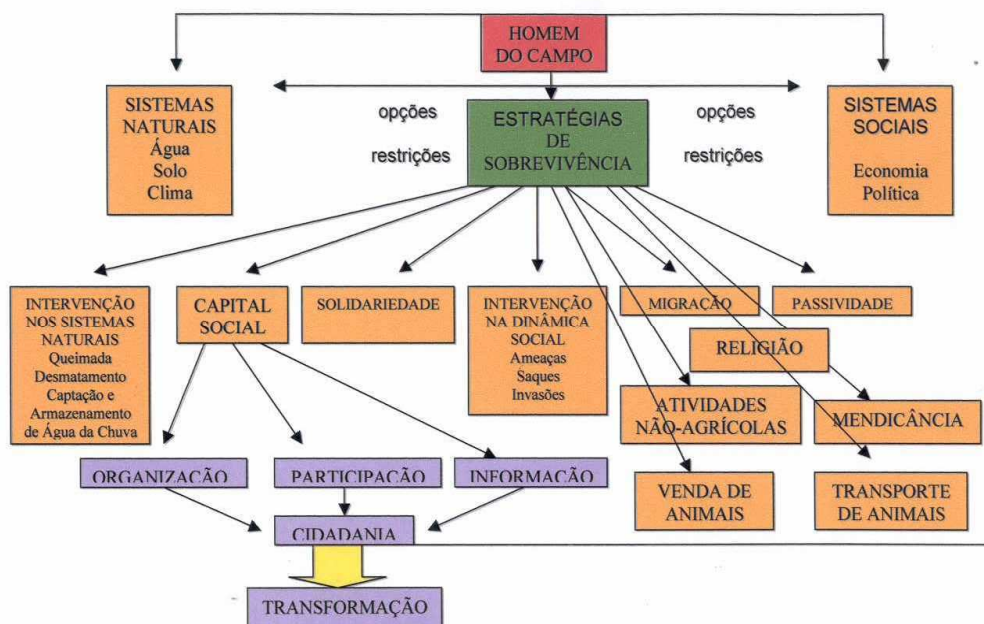 HOMEM
DO CAMPO
SISTEMAS
NATURAIS
Água
Solo
Clima
opções
restrições
ESTRATÉGIAS
DE
SOBREVIVÊNCIA
opções
restrições
SISTEMAS
SOCIAIS
Economia
Política
INTERVENÇÃO
NOS SISTEMAS
NATURAIS
Queimada
Desmatamento
Captação e
Armazenamento
de Água da Chuva
CAPITAL
SOCIAL
SOLIDARIEDADE
INTERVENÇÃO
NA DINÂMICA
SOCIAL
Ameaças
Saques
Invasões
MIGRAÇÃO
PASSIVIDADE
RELIGIÃO
ATIVIDADES
NÃO-AGRÍCOLAS
MENDICÂNCIA
ORGANIZAÇÃO
PARTICIPAÇÃO
INFORMAÇÃO
VENDA DE
ANIMAIS
TRANSPORTE
DE ANIMAIS
CIDADANIA
TRANSFORMAÇÃO